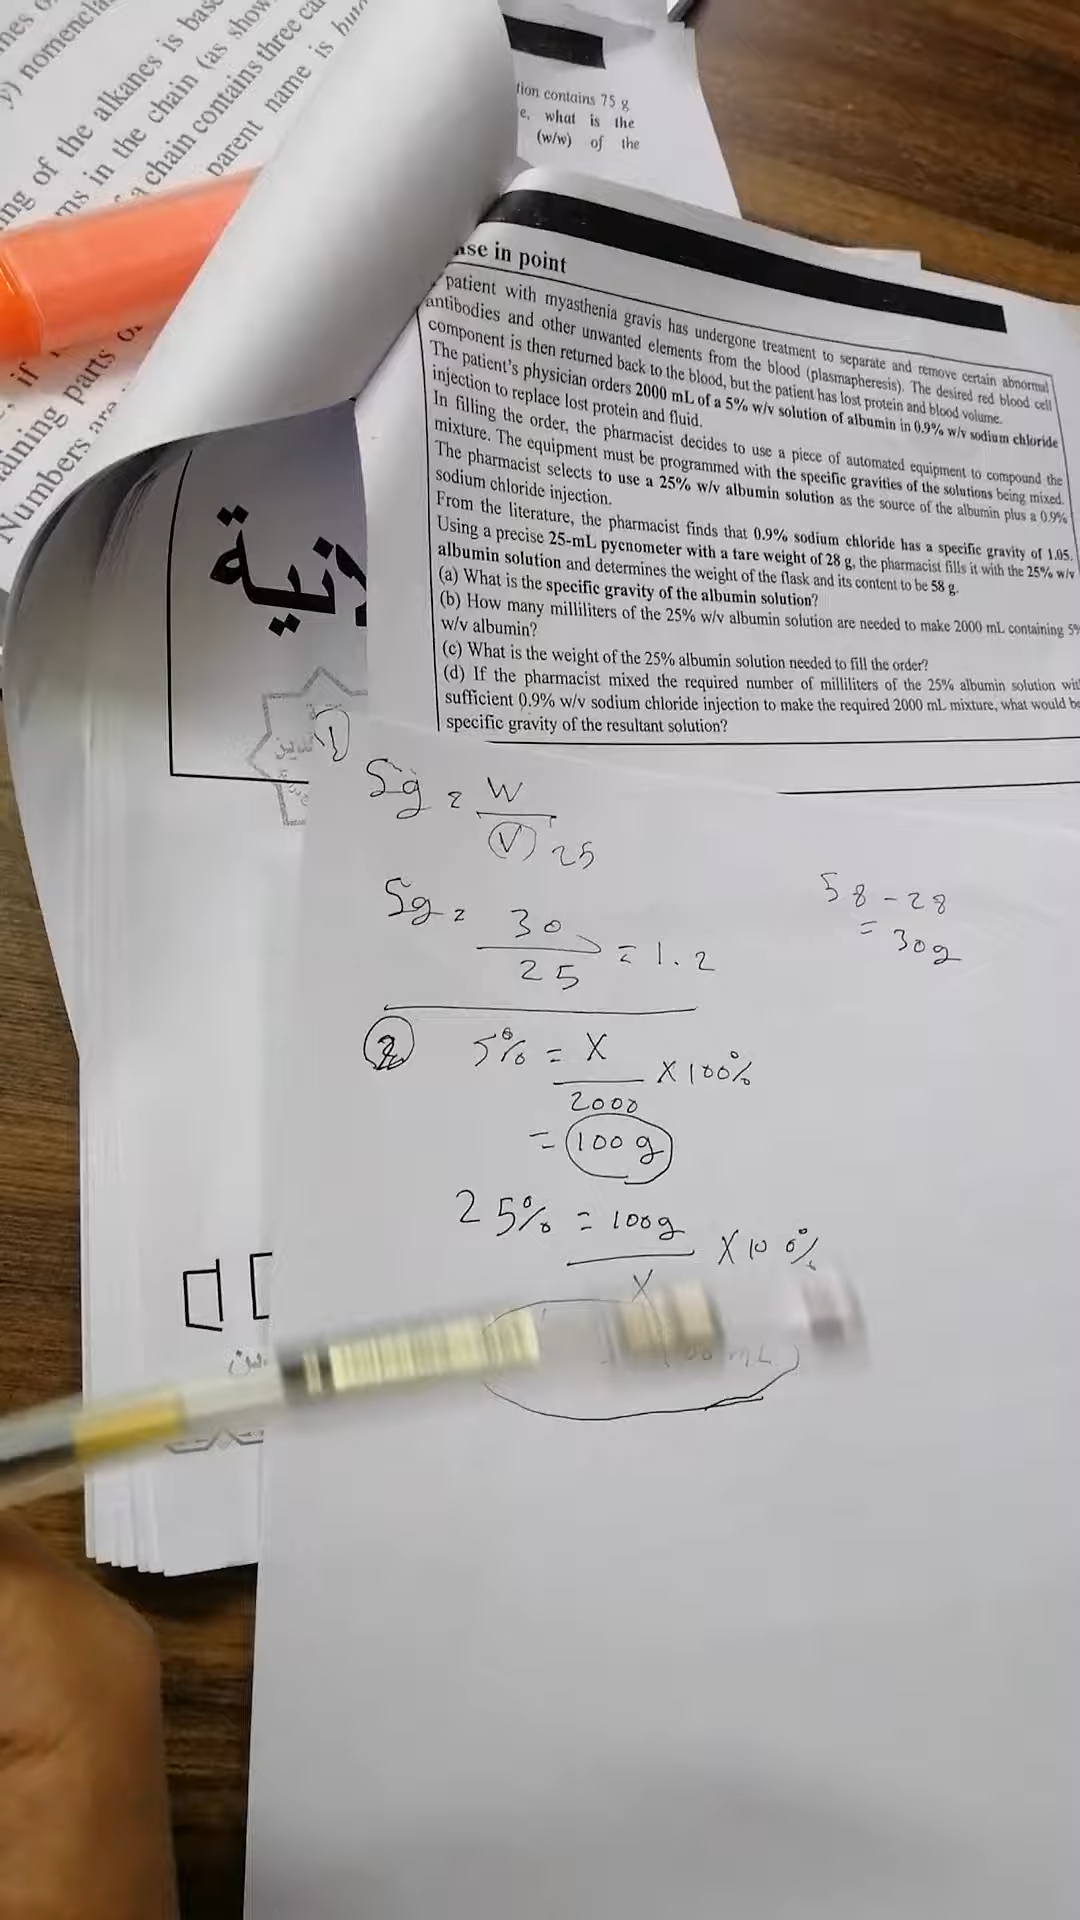 y) nomencla
ng of the alkanes is bas
ms in the chain (as show
a chain contains three ca
parent name is but
if
aining parts o
Numbers are
tion contains 75 g
e, what is the
(w/w) of the
ase in point
patient with myasthenia gravis has undergone treatment to separate and remove certain abnormal
antibodies and other unwanted elements from the blood (plasmapheresis). The desired red blood cell
component is then returned back to the blood, but the patient has lost protein and blood volume.
The patient's physician orders 2000 mL of a 5% w/v solution of albumin in 0.9% w/v sodium chloride
injection to replace lost protein and fluid.
In filling the order, the pharmacist decides to use a piece of automated equipment to compound the
mixture. The equipment must be programmed with the specific gravities of the solutions being mixed.
The pharmacist selects to use a 25% w/v albumin solution as the source of the albumin plus a 0.9%
sodium chloride injection.
From the literature, the pharmacist finds that 0.9% sodium chloride has a specific gravity of 1.05.
Using a precise 25-mL pycnometer with a tare weight of 28 g, the pharmacist fills it with the 25% w/v
albumin solution and determines the weight of the flask and its content to be 58 g.
(a) What is the specific gravity of the albumin solution?
(b) How many milliliters of the 25% w/v albumin solution are needed to make 2000 mL containing 5%
w/v albumin?
(c) What is the weight of the 25% albumin solution needed to fill the order?
(d) If the pharmacist mixed the required number of milliliters of the 25% albumin solution wit
sufficient 0.9% w/v sodium chloride injection to make the required 2000 mL mixture, what would be
specific gravity of the resultant solution?
1
Sg = W
V 25
Sg = 30
25
= 1.2
58 - 28
= 30g
2
5% = X
2000
X 100%
= 100 g
25% = 100g
X
X 100%
mL